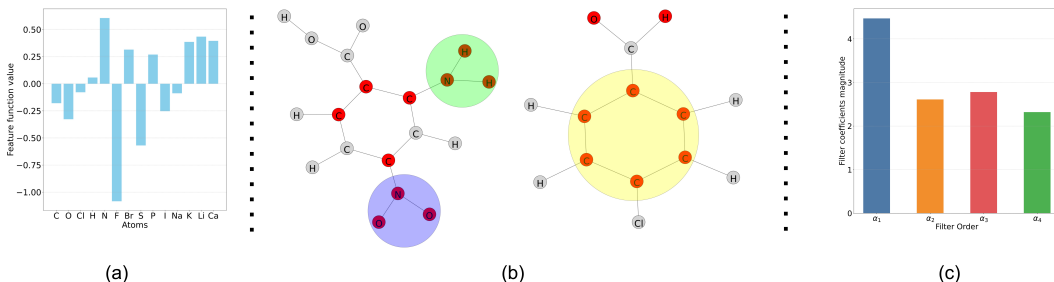 Feature function value
0.50
0.25
0.00
−0.25
−0.50
−0.75
−1.00
C O Cl H N F Br S P I Na K Li Ca
Atoms
(a)
H
O
O
C
C
C
C
H
N
H
H
C
C
H
C
H
N
O
O
O
H
C
C
C
C
C
C
C
H
H
H
H
Cl
(b)
Filter coefficients magnitude
4
3
2
1
0
α1 α2 α3 α4
Filter Order
(c)